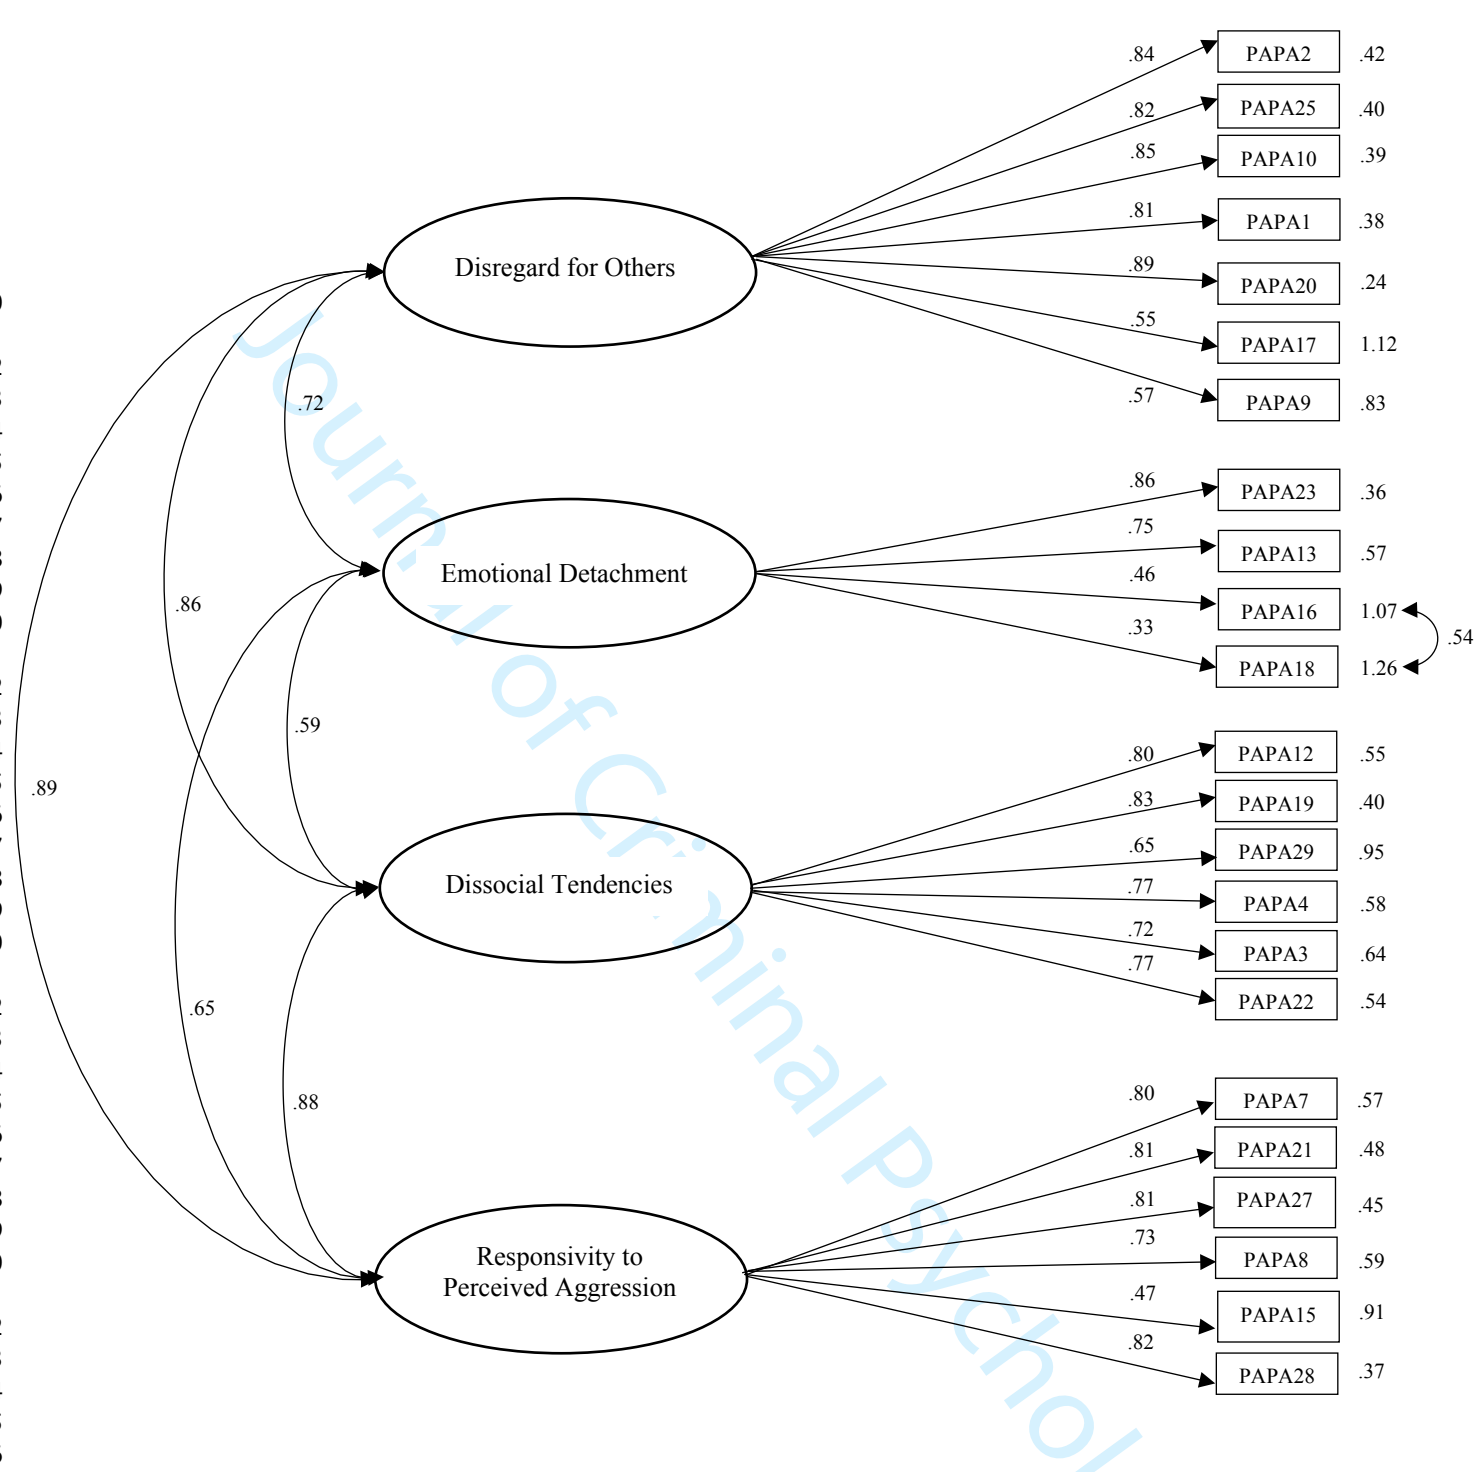 .84 PAPA2 .42
.82 PAPA25 .40
.85 PAPA10 .39
.81 PAPA1 .38
Disregard for Others
.89 PAPA20 .24
.55 PAPA17 1.12
.57 PAPA9 .83
.72
.86 PAPA23 .36
.75 PAPA13 .57
Emotional Detachment
.46 PAPA16 1.07
.33 PAPA18 1.26
.54
.86
.59
.80 PAPA12 .55
.83 PAPA19 .40
.89
.65 PAPA29 .95
Dissocial Tendencies
.77 PAPA4 .58
.72 PAPA3 .64
.77 PAPA22 .54
.65
.88
.80 PAPA7 .57
.81 PAPA21 .48
.81 PAPA27 .45
.73 PAPA8 .59
Responsivity to
Perceived Aggression
.47 PAPA15 .91
.82 PAPA28 .37
Journal of Criminal Psychol